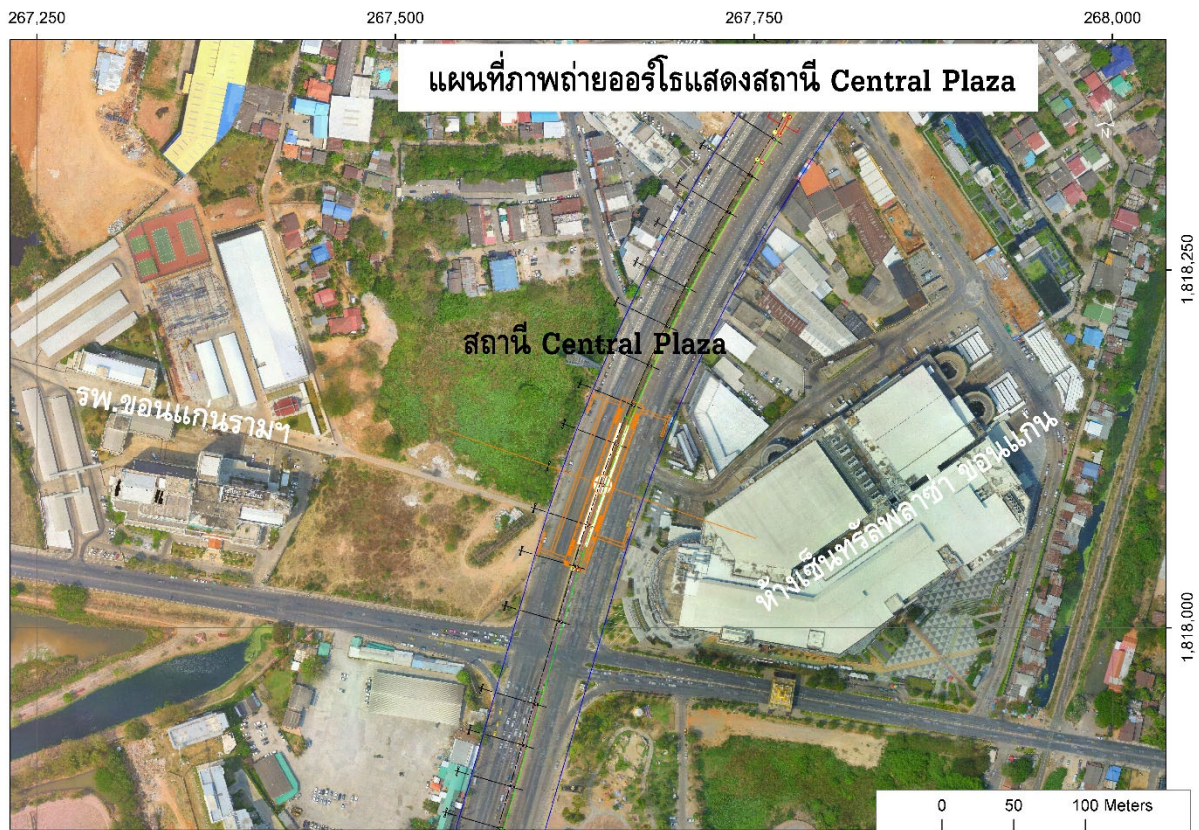 267,250 267,500 267,750 268,000
แผนที่ภาพถ่ายออร์โธแสดงสถานี Central Plaza
N
1,818,250
สถานี Central Plaza
รพ.ขอนแก่นรามฯ
ห้างเซ็นทรัลพลาซ่า ขอนแก่น
1,818,000
0 50 100 Meters